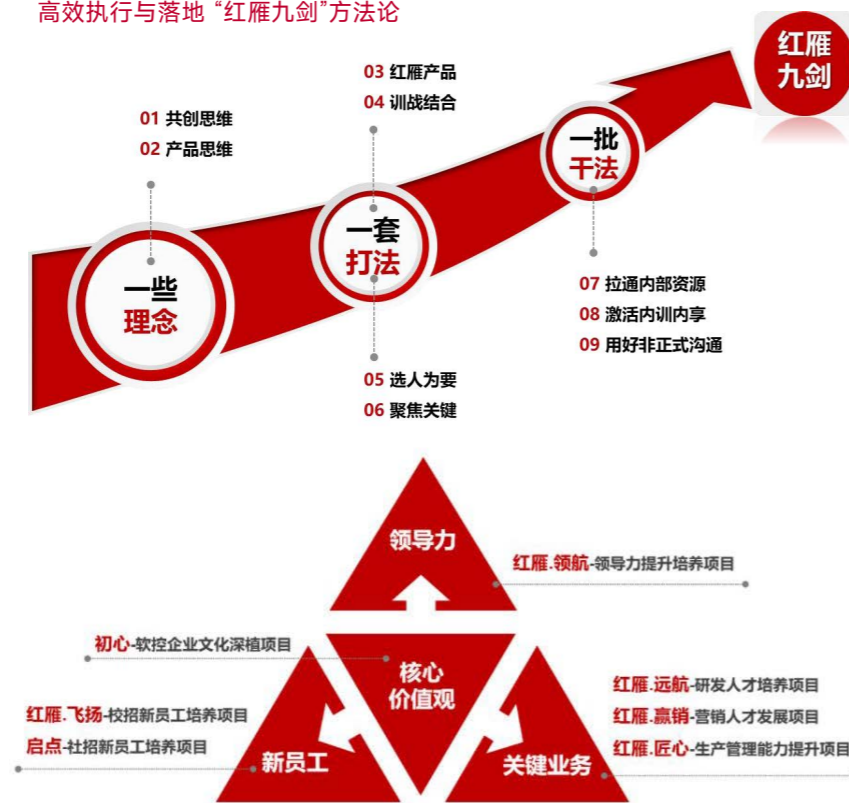 高效执行与落地 “红雁九剑”方法论
红雁
九剑
03 红雁产品
04 训战结合
01 共创思维
02 产品思维
一批
干法
一套
打法
一些
理念
07 拉通内部资源
08 激活内训内享
09 用好非正式沟通
05 选人为要
06 聚焦关键
领导力
红雁.领航-领导力提升培养项目
初心-软控企业文化深植项目
核心
价值观
红雁.飞扬-校招新员工培养项目
启点-社招新员工培养项目
新员工
红雁.远航-研发人才培养项目
红雁.赢销-营销人才发展项目
红雁.匠心-生产管理能力提升项目
关键业务